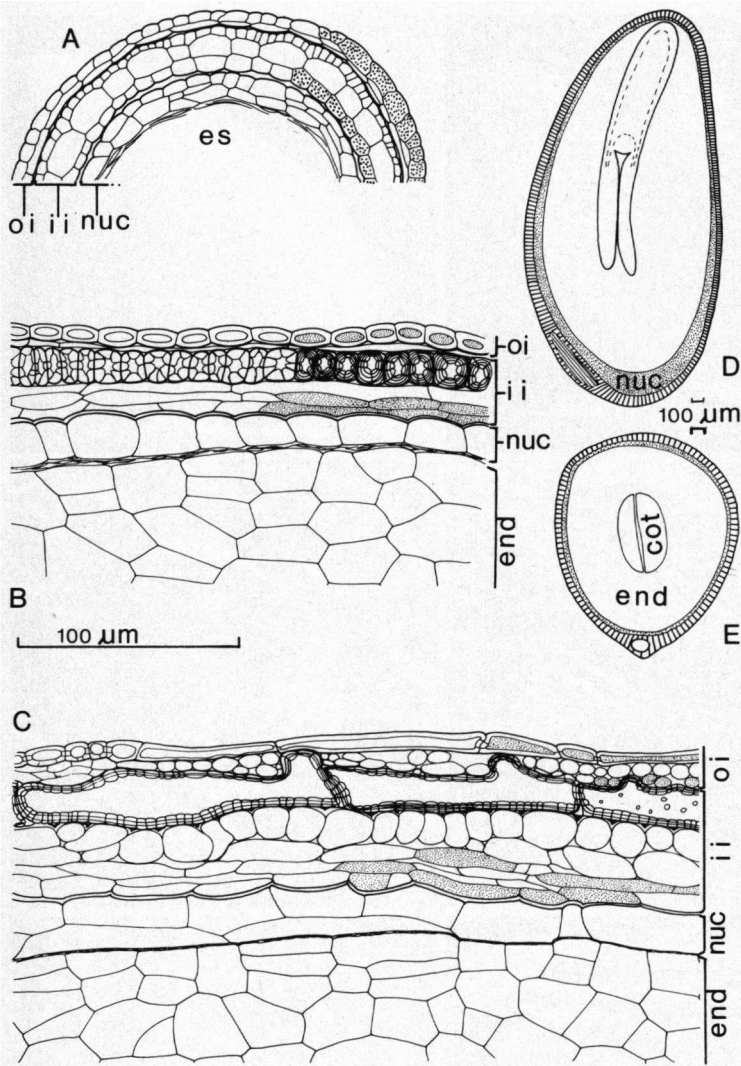 A
es
oi ii nuc
oi
ii
nuc
end
B
100 µm
nuc
D
100 µm
cot
end
E
C
oi
ii
nuc
end